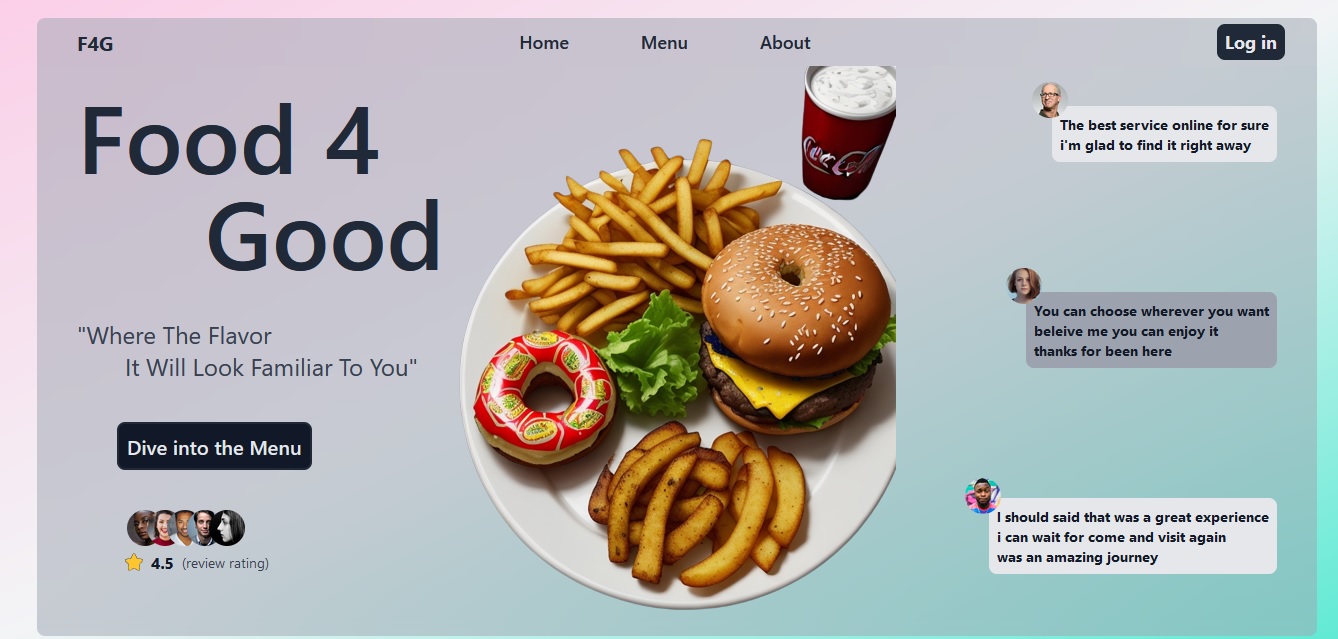 F4G
Home
Menu
About
Log in
Food 4
Good
"Where The Flavor
It Will Look Familiar To You"
Dive into the Menu
4.5 (review rating)
The best service online for sure
i'm glad to find it right away
You can choose wherever you want
beleive me you can enjoy it
thanks for been here
I should said that was a great experience
i can wait for come and visit again
was an amazing journey